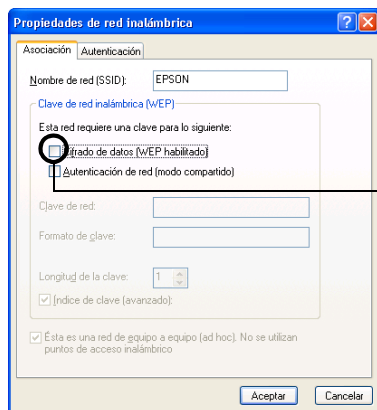 Propiedades de red inalámbrica
Asociación Autenticación
Nombre de red (SSID): EPSON
Clave de red inalámbrica (WEP)
Esta red requiere una clave para lo siguiente:
Cifrado de datos (WEP habilitado)
Autenticación de red (modo compartido)
Clave de red:
Formato de clave:
Longitud de la clave: 1
Índice de clave (avanzado):
Ésta es una red de equipo a equipo (ad hoc). No se utilizan
puntos de acceso inalámbrico
Aceptar Cancelar